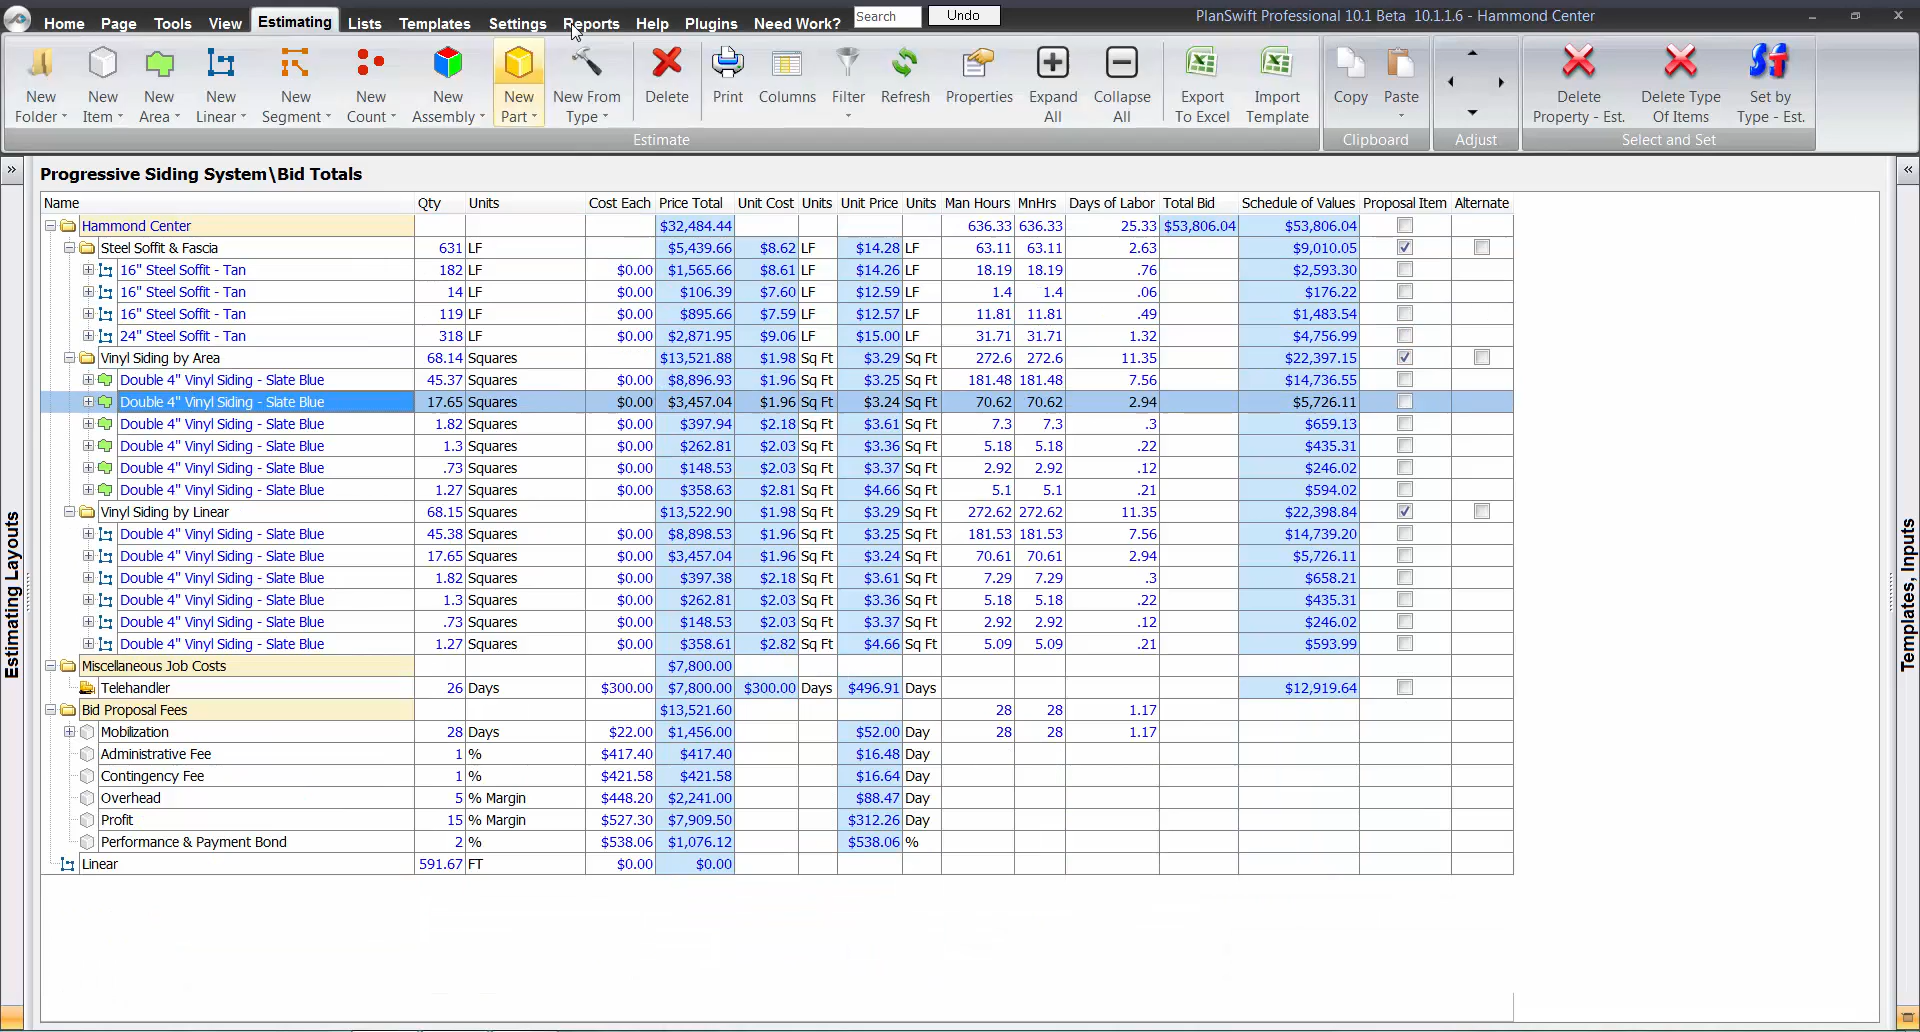 Home Page Tools View Estimating Lists Templates Settings Reports Help Plugins Need Work? Search Undo PlanSwift Professional 10.1 Beta 10.1.1.6 - Hammond Center
New Folder New Item New Area New Linear New Segment New Count New Assembly New Part New From Type Delete Print Columns Filter Refresh Properties Expand All Collapse All Export To Excel Import Template Copy Paste Delete Property - Est. Delete Type Of Items Set by Type - Est.
Estimate Clipboard Adjust Select and Set
Progressive Siding System\Bid Totals
Name Qty Units Cost Each Price Total Unit Cost Units Unit Price Units Man Hours MnHrs Days of Labor Total Bid Schedule of Values Proposal Item Alternate
Hammond Center $32,484.44 636.33 636.33 25.33 $53,806.04 $53,806.04
Steel Soffit & Fascia 631 LF $5,439.66 $8.62 LF $14.28 LF 63.11 63.11 2.63 $9,010.05
16" Steel Soffit - Tan 182 LF $0.00 $1,565.66 $8.61 LF $14.26 LF 18.19 18.19 .76 $2,593.30
16" Steel Soffit - Tan 14 LF $0.00 $106.39 $7.60 LF $12.59 LF 1.4 1.4 .06 $176.22
16" Steel Soffit - Tan 119 LF $0.00 $895.66 $7.59 LF $12.57 LF 11.81 11.81 .49 $1,483.54
24" Steel Soffit - Tan 318 LF $0.00 $2,871.95 $9.06 LF $15.00 LF 31.71 31.71 1.32 $4,756.99
Vinyl Siding by Area 68.14 Squares $13,521.88 $1.98 Sq Ft $3.29 Sq Ft 272.6 272.6 11.35 $22,397.15
Double 4" Vinyl Siding - Slate Blue 45.37 Squares $0.00 $8,896.93 $1.96 Sq Ft $3.25 Sq Ft 181.48 181.48 7.56 $14,736.55
Double 4" Vinyl Siding - Slate Blue 17.65 Squares $0.00 $3,457.04 $1.96 Sq Ft $3.24 Sq Ft 70.62 70.62 2.94 $5,726.11
Double 4" Vinyl Siding - Slate Blue 1.82 Squares $0.00 $397.94 $2.18 Sq Ft $3.61 Sq Ft 7.3 7.3 .3 $659.13
Double 4" Vinyl Siding - Slate Blue 1.3 Squares $0.00 $262.81 $2.03 Sq Ft $3.36 Sq Ft 5.18 5.18 .22 $435.31
Double 4" Vinyl Siding - Slate Blue .73 Squares $0.00 $148.53 $2.03 Sq Ft $3.37 Sq Ft 2.92 2.92 .12 $246.02
Double 4" Vinyl Siding - Slate Blue 1.27 Squares $0.00 $358.63 $2.81 Sq Ft $4.66 Sq Ft 5.1 5.1 .21 $594.02
Vinyl Siding by Linear 68.15 Squares $13,522.90 $1.98 Sq Ft $3.29 Sq Ft 272.62 272.62 11.35 $22,398.84
Double 4" Vinyl Siding - Slate Blue 45.38 Squares $0.00 $8,898.53 $1.96 Sq Ft $3.25 Sq Ft 181.53 181.53 7.56 $14,739.20
Double 4" Vinyl Siding - Slate Blue 17.65 Squares $0.00 $3,457.04 $1.96 Sq Ft $3.24 Sq Ft 70.61 70.61 2.94 $5,726.11
Double 4" Vinyl Siding - Slate Blue 1.82 Squares $0.00 $397.38 $2.18 Sq Ft $3.61 Sq Ft 7.29 7.29 .3 $658.21
Double 4" Vinyl Siding - Slate Blue 1.3 Squares $0.00 $262.81 $2.03 Sq Ft $3.36 Sq Ft 5.18 5.18 .22 $435.31
Double 4" Vinyl Siding - Slate Blue .73 Squares $0.00 $148.53 $2.03 Sq Ft $3.37 Sq Ft 2.92 2.92 .12 $246.02
Double 4" Vinyl Siding - Slate Blue 1.27 Squares $0.00 $358.61 $2.82 Sq Ft $4.66 Sq Ft 5.09 5.09 .21 $593.99
Miscellaneous Job Costs $7,800.00
Telehandler 26 Days $300.00 $7,800.00 $300.00 Days $496.91 Days $12,919.64
Bid Proposal Fees $13,521.60 28 28 1.17
Mobilization 28 Days $22.00 $1,456.00 $52.00 Day 28 28 1.17
Administrative Fee 1 % $417.40 $417.40 $16.48 Day
Contingency Fee 1 % $421.58 $421.58 $16.64 Day
Overhead 5 % Margin $448.20 $2,241.00 $88.47 Day
Profit 15 % Margin $527.30 $7,909.50 $312.26 Day
Performance & Payment Bond 2 % $538.06 $1,076.12 $538.06 %
Linear 591.67 FT $0.00 $0.00
Estimating Layouts
Templates, Inputs